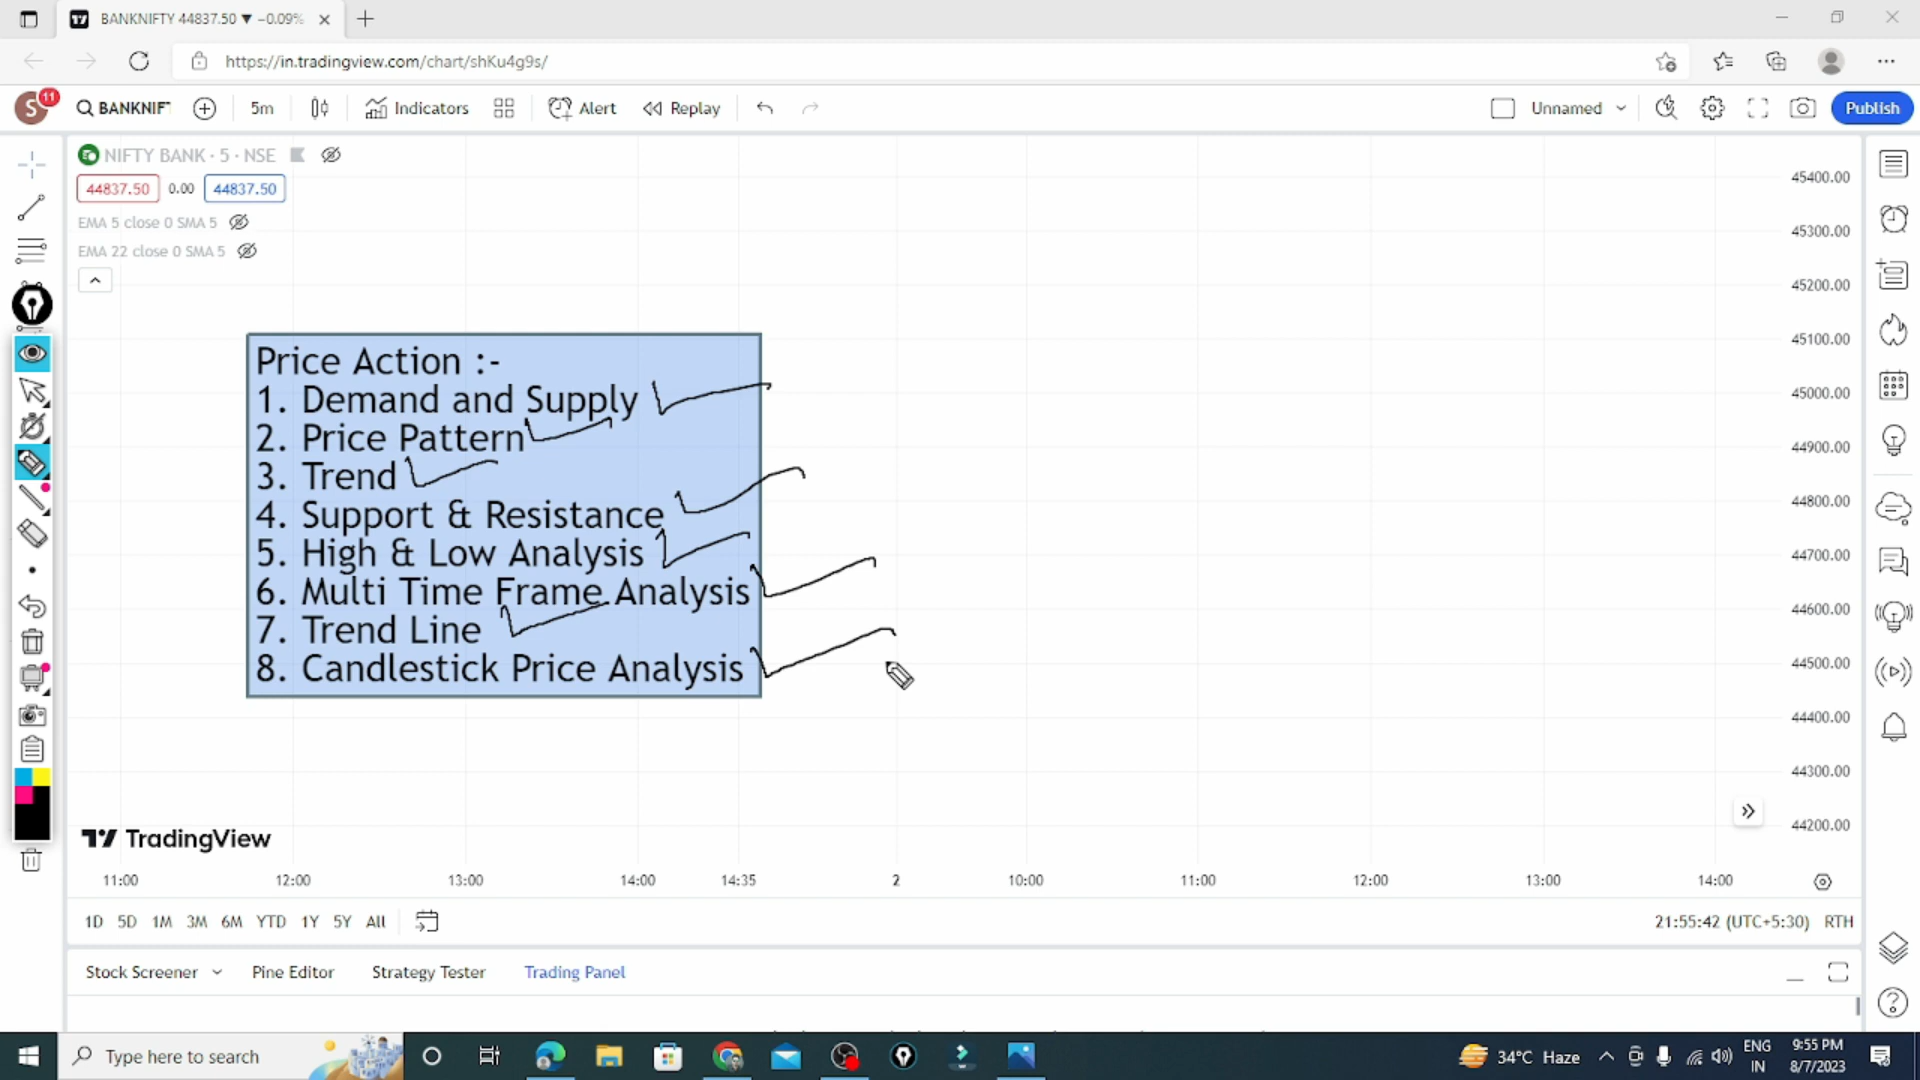 BANKNIFTY 44837.50 ▼ −0.09%
https://in.tradingview.com/chart/shKu4g9s/
S 11 BANKNIF 5m Indicators Alert Replay Unnamed Publish
NIFTY BANK · 5 · NSE
44837.50 0.00 44837.50
EMA 5 close 0 SMA 5
EMA 22 close 0 SMA 5
45400.00
45300.00
45200.00
45100.00
45000.00
44900.00
44800.00
44700.00
44600.00
44500.00
44400.00
44300.00
44200.00
Price Action :-
1. Demand and Supply
2. Price Pattern
3. Trend
4. Support & Resistance
5. High & Low Analysis
6. Multi Time Frame Analysis
7. Trend Line
8. Candlestick Price Analysis
TradingView
11:00 12:00 13:00 14:00 14:35 2 10:00 11:00 12:00 13:00 14:00
1D 5D 1M 3M 6M YTD 1Y 5Y All 21:55:42 (UTC+5:30) RTH
Stock Screener Pine Editor Strategy Tester Trading Panel
Type here to search 34°C Haze ENG IN 9:55 PM 8/7/2023